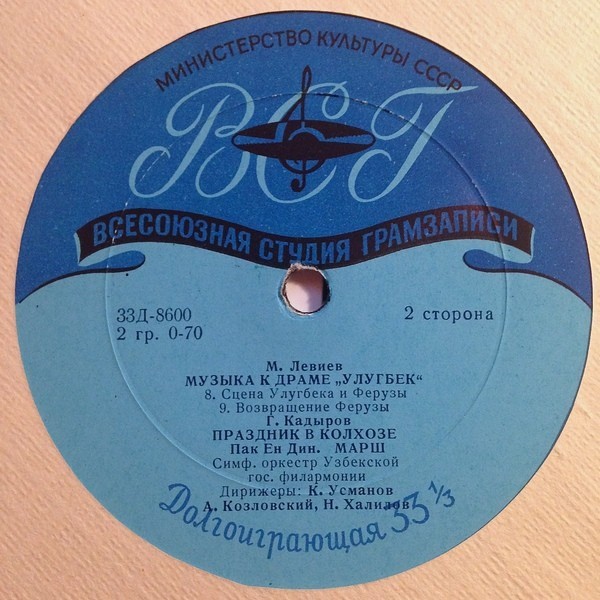 МИНИСТЕРСТВО КУЛЬТУРЫ СССР
ВСГ
ВСЕСОЮЗНАЯ СТУДИЯ ГРАМЗАПИСИ
33Д-8600
2 гр. 0-70
2 сторона
М. Левиев
МУЗЫКА К ДРАМЕ „УЛУГБЕК“
8. Сцена Улугбека и Ферузы
9. Возвращение Ферузы
Г. Кадыров
ПРАЗДНИК В КОЛХОЗЕ
Пак Ен Дин. МАРШ
Симф. оркестр Узбекской
гос. филармонии
Дирижеры: К. Усманов
А. Козловский, Н. Халилов
Долгоиграющая 33 1/3